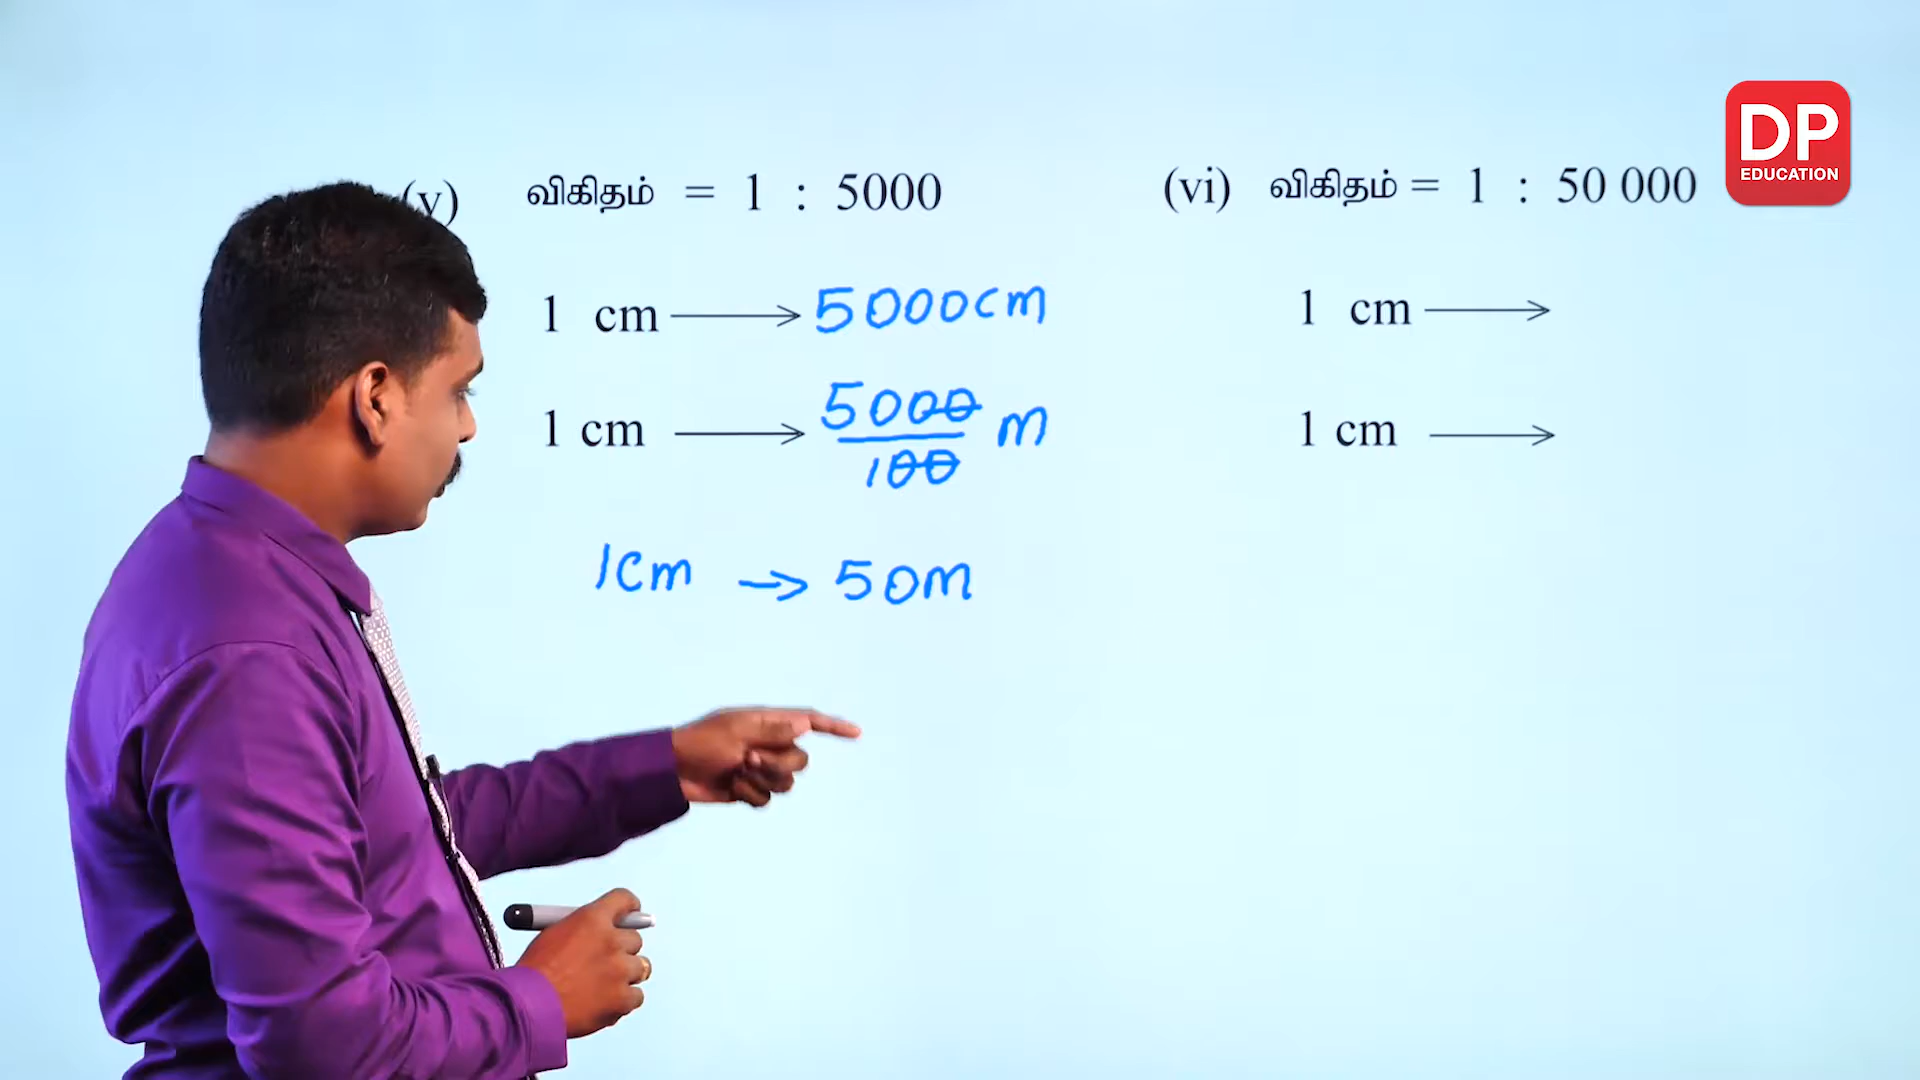 DP
EDUCATION
(v) விகிதம் = 1 : 5000
1 cm → 5000cm
1 cm → 5000/100 m
1cm → 50m
(vi) விகிதம் = 1 : 50 000
1 cm →
1 cm →